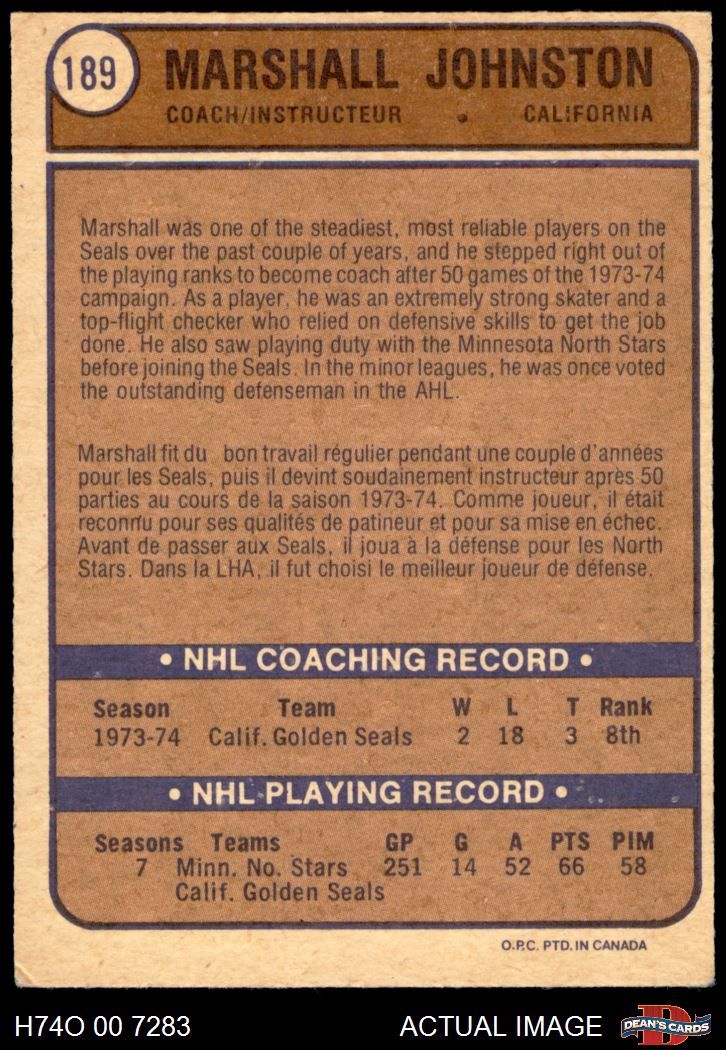 189
MARSHALL JOHNSTON
COACH/INSTRUCTEUR • CALIFORNIA
Marshall was one of the steadiest, most reliable players on the
Seals over the past couple of years, and he stepped right out of
the playing ranks to become coach after 50 games of the 1973-74
campaign. As a player, he was an extremely strong skater and a
top-flight checker who relied on defensive skills to get the job
done. He also saw playing duty with the Minnesota North Stars
before joining the Seals. In the minor leagues, he was once voted
the outstanding defenseman in the AHL.
Marshall fit du bon travail régulier pendant une couple d'années
pour les Seals, puis il devint soudainement instructeur après 50
parties au cours de la saison 1973-74. Comme joueur, il était
reconnu pour ses qualités de patineur et pour sa mise en échec.
Avant de passer aux Seals, il joua à la défense pour les North
Stars. Dans la LHA, il fut choisi le meilleur joueur de défense.
• NHL COACHING RECORD •
Season Team W L T Rank
1973-74 Calif. Golden Seals 2 18 3 8th
• NHL PLAYING RECORD •
Seasons Teams GP G A PTS PIM
7 Minn. No. Stars 251 14 52 66 58
Calif. Golden Seals
O.P.C. PTD. IN CANADA
H74O 00 7283 ACTUAL IMAGE D DEAN'S CARDS